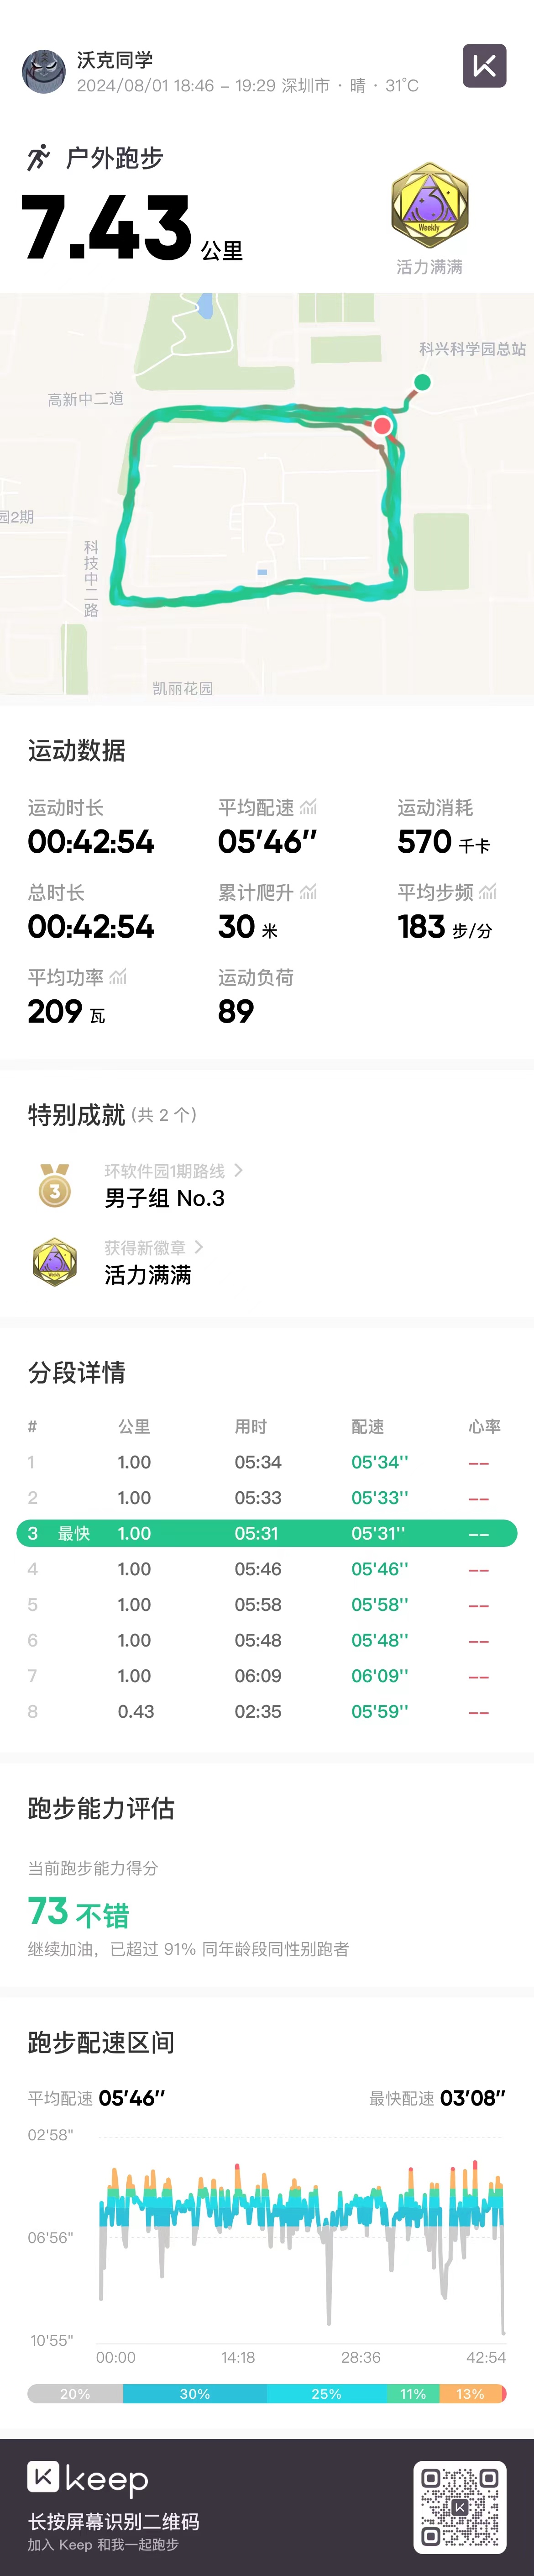 沃克同学
2024/08/01 18:46 – 19:29 深圳市 · 晴 · 31°C
户外跑步
7.43 公里
3
Weekly
活力满满
科兴科学园总站
高新中二道
园2期
科技中二路
凯丽花园
运动数据
运动时长 平均配速 运动消耗
00:42:54 05'46" 570 千卡
总时长 累计爬升 平均步频
00:42:54 30 米 183 步/分
平均功率 运动负荷
209 瓦 89
特别成就 (共 2 个)
3
环软件园1期路线
男子组 No.3
3
Weekly
获得新徽章
活力满满
分段详情
# 公里 用时 配速 心率
1 1.00 05:34 05'34'' --
2 1.00 05:33 05'33'' --
3 最快 1.00 05:31 05'31'' --
4 1.00 05:46 05'46'' --
5 1.00 05:58 05'58'' --
6 1.00 05:48 05'48'' --
7 1.00 06:09 06'09'' --
8 0.43 02:35 05'59'' --
跑步能力评估
当前跑步能力得分
73 不错
继续加油，已超过 91% 同年龄段同性别跑者
跑步配速区间
平均配速 05'46" 最快配速 03'08"
02'58"
06'56"
10'55"
00:00 14:18 28:36 42:54
20% 30% 25% 11% 13%
keep
长按屏幕识别二维码
加入 Keep 和我一起跑步